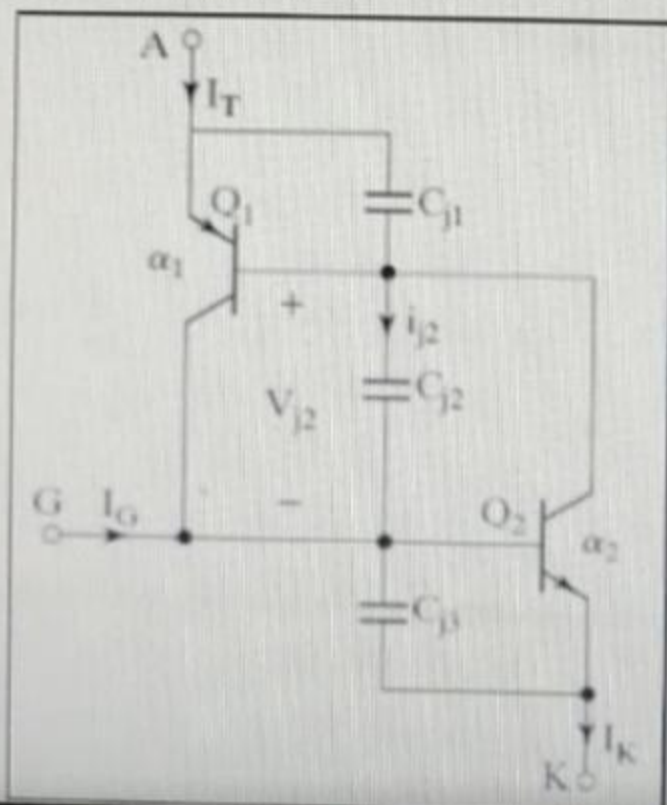 A
I_T
Q_1
C_j1
α_1
+
i_j2
V_j2
C_j2
−
G I_G
Q_2
α_2
C_j3
I_K
K